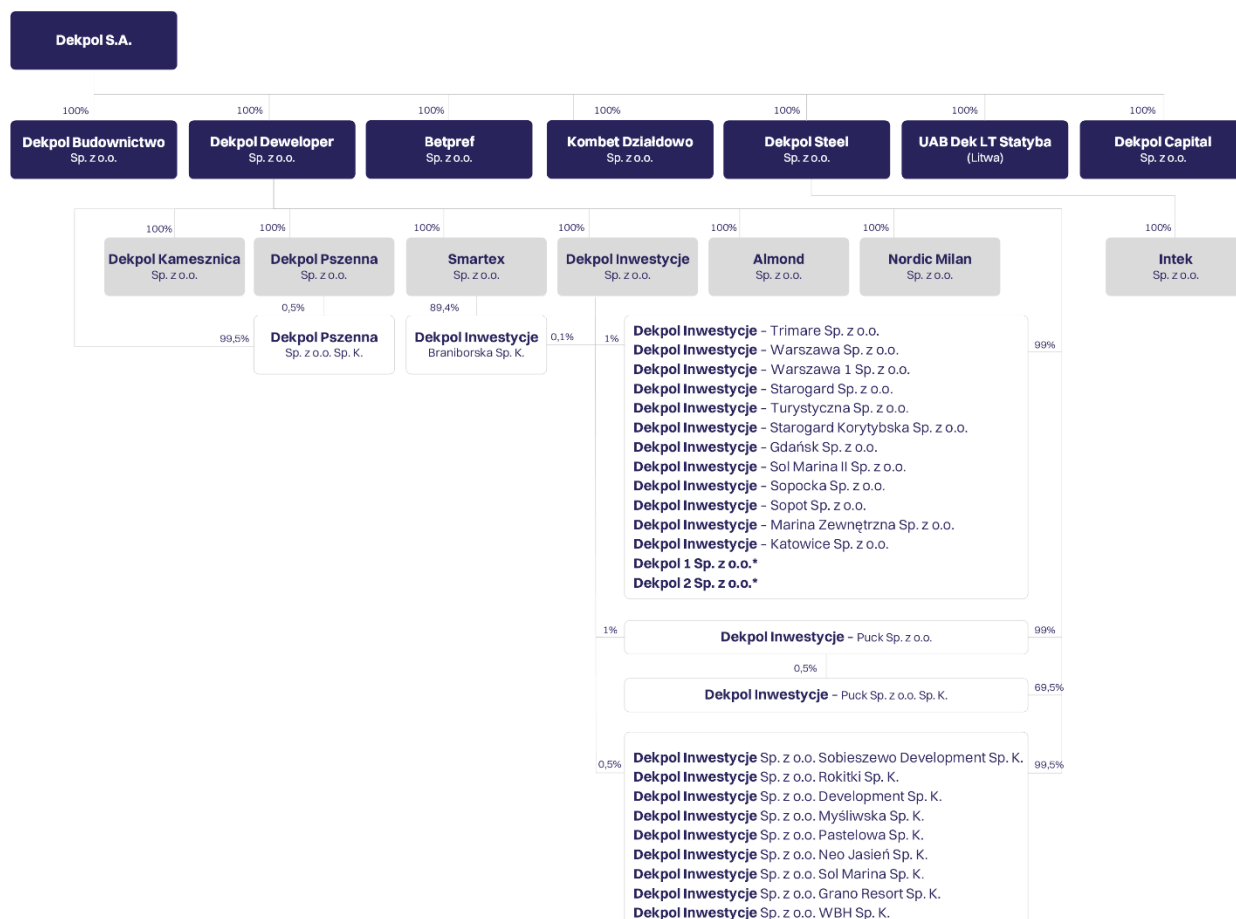 Dekpol S.A.
100%
100%
100%
100%
100%
100%
100%
Dekpol Budownictwo
Sp. z o.o.
Dekpol Deweloper
Sp. z o.o.
Betpref
Sp. z o.o.
Kombet Działdowo
Sp. z o.o.
Dekpol Steel
Sp. z o.o.
UAB Dek LT Statyba
(Litwa)
Dekpol Capital
Sp. z o.o.
100%
100%
100%
100%
100%
100%
100%
Dekpol Kamesznica
Sp. z o.o.
Dekpol Pszenna
Sp. z o.o.
Smartex
Sp. z o.o.
Dekpol Inwestycje
Sp. z o.o.
Almond
Sp. z o.o.
Nordic Milan
Sp. z o.o.
Intek
Sp. z o.o.
0,5%
89,4%
99,5%
Dekpol Pszenna
Sp. z o.o. Sp. K.
Dekpol Inwestycje
Braniborska Sp. K.
0,1%
1%
99%
Dekpol Inwestycje – Trimare Sp. z o.o.
Dekpol Inwestycje – Warszawa Sp. z o.o.
Dekpol Inwestycje – Warszawa 1 Sp. z o.o.
Dekpol Inwestycje – Starogard Sp. z o.o.
Dekpol Inwestycje – Turystyczna Sp. z o.o.
Dekpol Inwestycje – Starogard Korytybska Sp. z o.o.
Dekpol Inwestycje – Gdańsk Sp. z o.o.
Dekpol Inwestycje – Sol Marina II Sp. z o.o.
Dekpol Inwestycje – Sopocka Sp. z o.o.
Dekpol Inwestycje – Sopot Sp. z o.o.
Dekpol Inwestycje – Marina Zewnętrzna Sp. z o.o.
Dekpol Inwestycje – Katowice Sp. z o.o.
Dekpol 1 Sp. z o.o.*
Dekpol 2 Sp. z o.o.*
1%
Dekpol Inwestycje – Puck Sp. z o.o.
99%
0,5%
Dekpol Inwestycje – Puck Sp. z o.o. Sp. K.
69,5%
0,5%
99,5%
Dekpol Inwestycje Sp. z o.o. Sobieszewo Development Sp. K.
Dekpol Inwestycje Sp. z o.o. Rokitki Sp. K.
Dekpol Inwestycje Sp. z o.o. Development Sp. K.
Dekpol Inwestycje Sp. z o.o. Myśliwska Sp. K.
Dekpol Inwestycje Sp. z o.o. Pastelowa Sp. K.
Dekpol Inwestycje Sp. z o.o. Neo Jasień Sp. K.
Dekpol Inwestycje Sp. z o.o. Sol Marina Sp. K.
Dekpol Inwestycje Sp. z o.o. Grano Resort Sp. K.
Dekpol Inwestycje Sp. z o.o. WBH Sp. K.